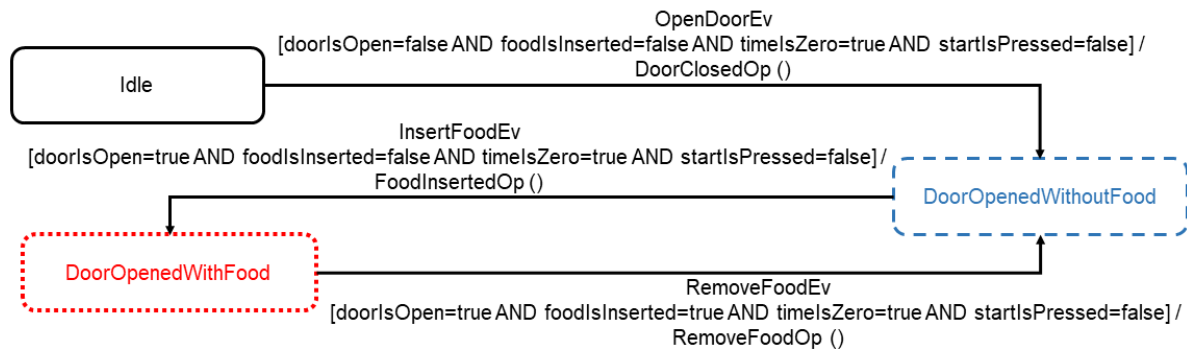 OpenDoorEv
[doorIsOpen=false AND foodIsInserted=false AND timeIsZero=true AND startIsPressed=false] /
DoorClosedOp ()
Idle
InsertFoodEv
[doorIsOpen=true AND foodIsInserted=false AND timeIsZero=true AND startIsPressed=false] /
FoodInsertedOp ()
DoorOpenedWithoutFood
DoorOpenedWithFood
RemoveFoodEv
[doorIsOpen=true AND foodIsInserted=true AND timeIsZero=true AND startIsPressed=false] /
RemoveFoodOp ()